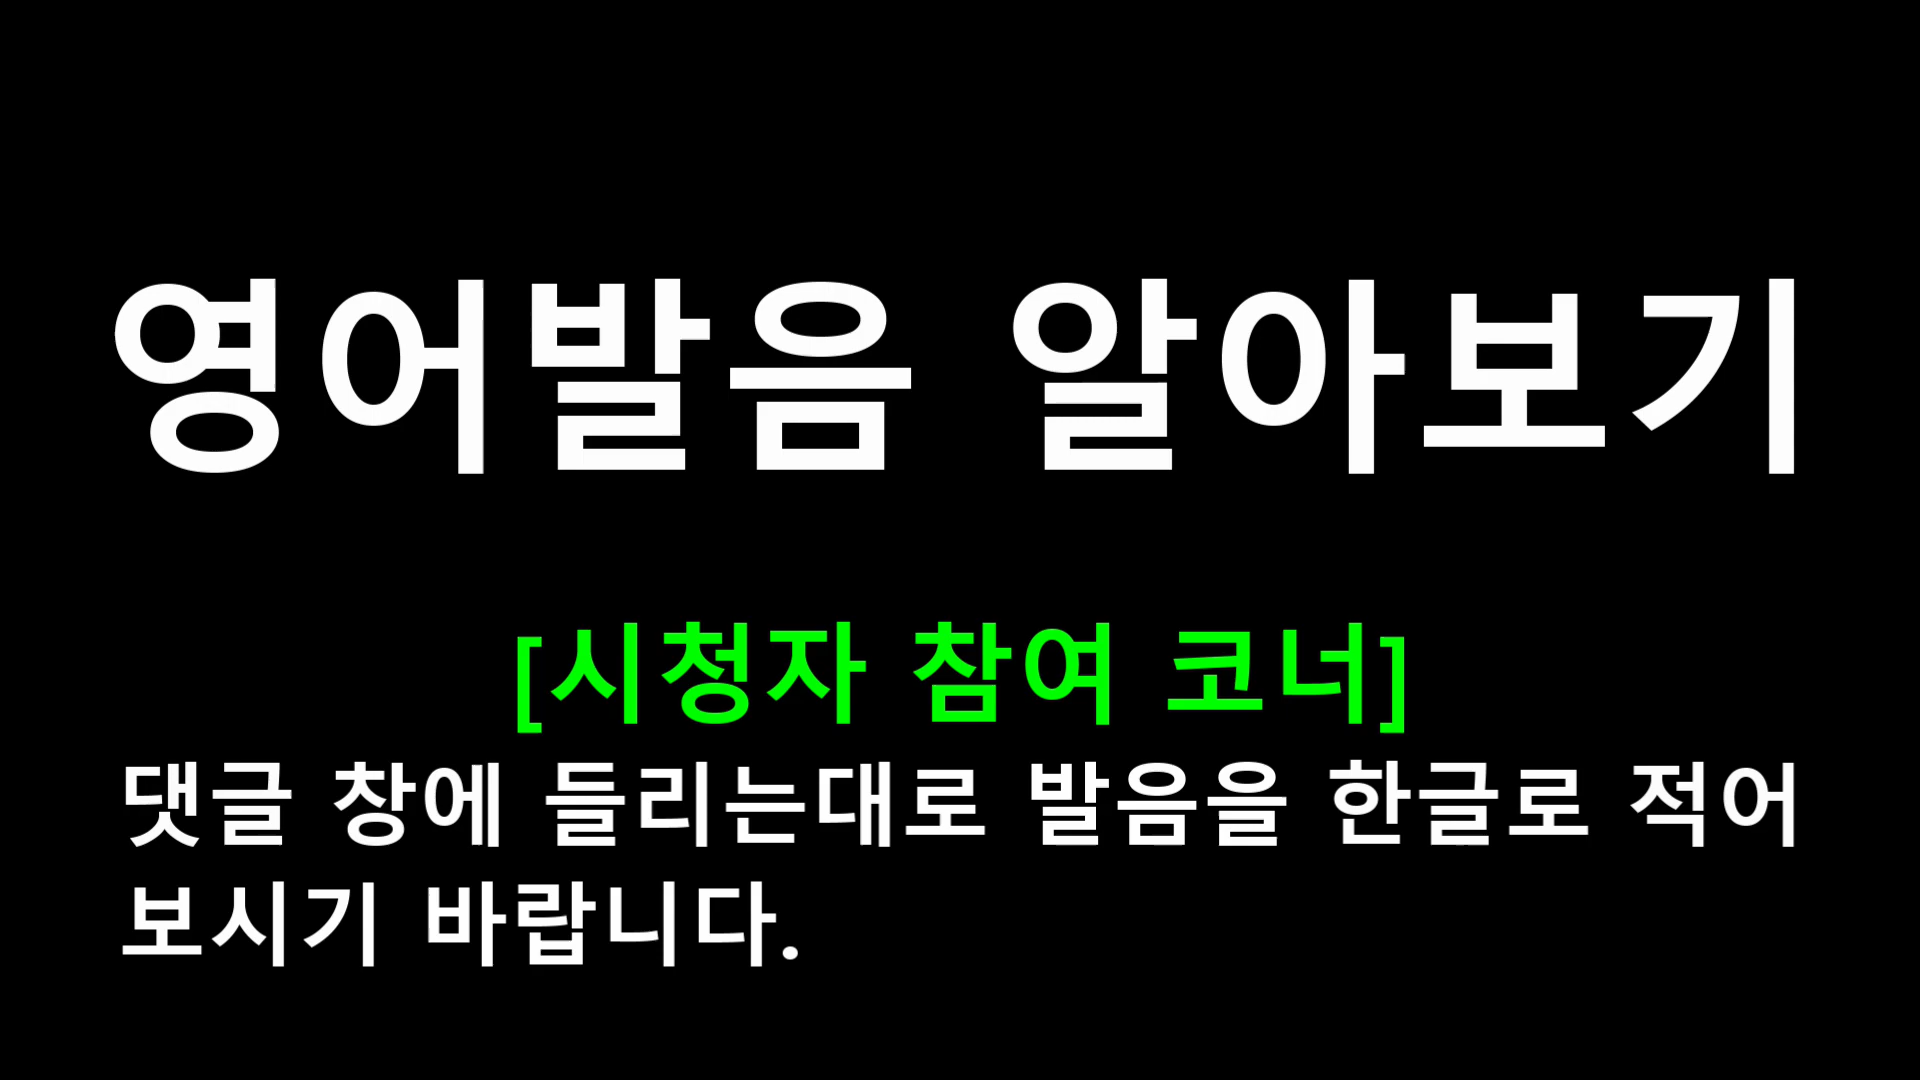 영어발음 알아보기
[시청자 참여 코너]
댓글 창에 들리는대로 발음을 한글로 적어
보시기 바랍니다.